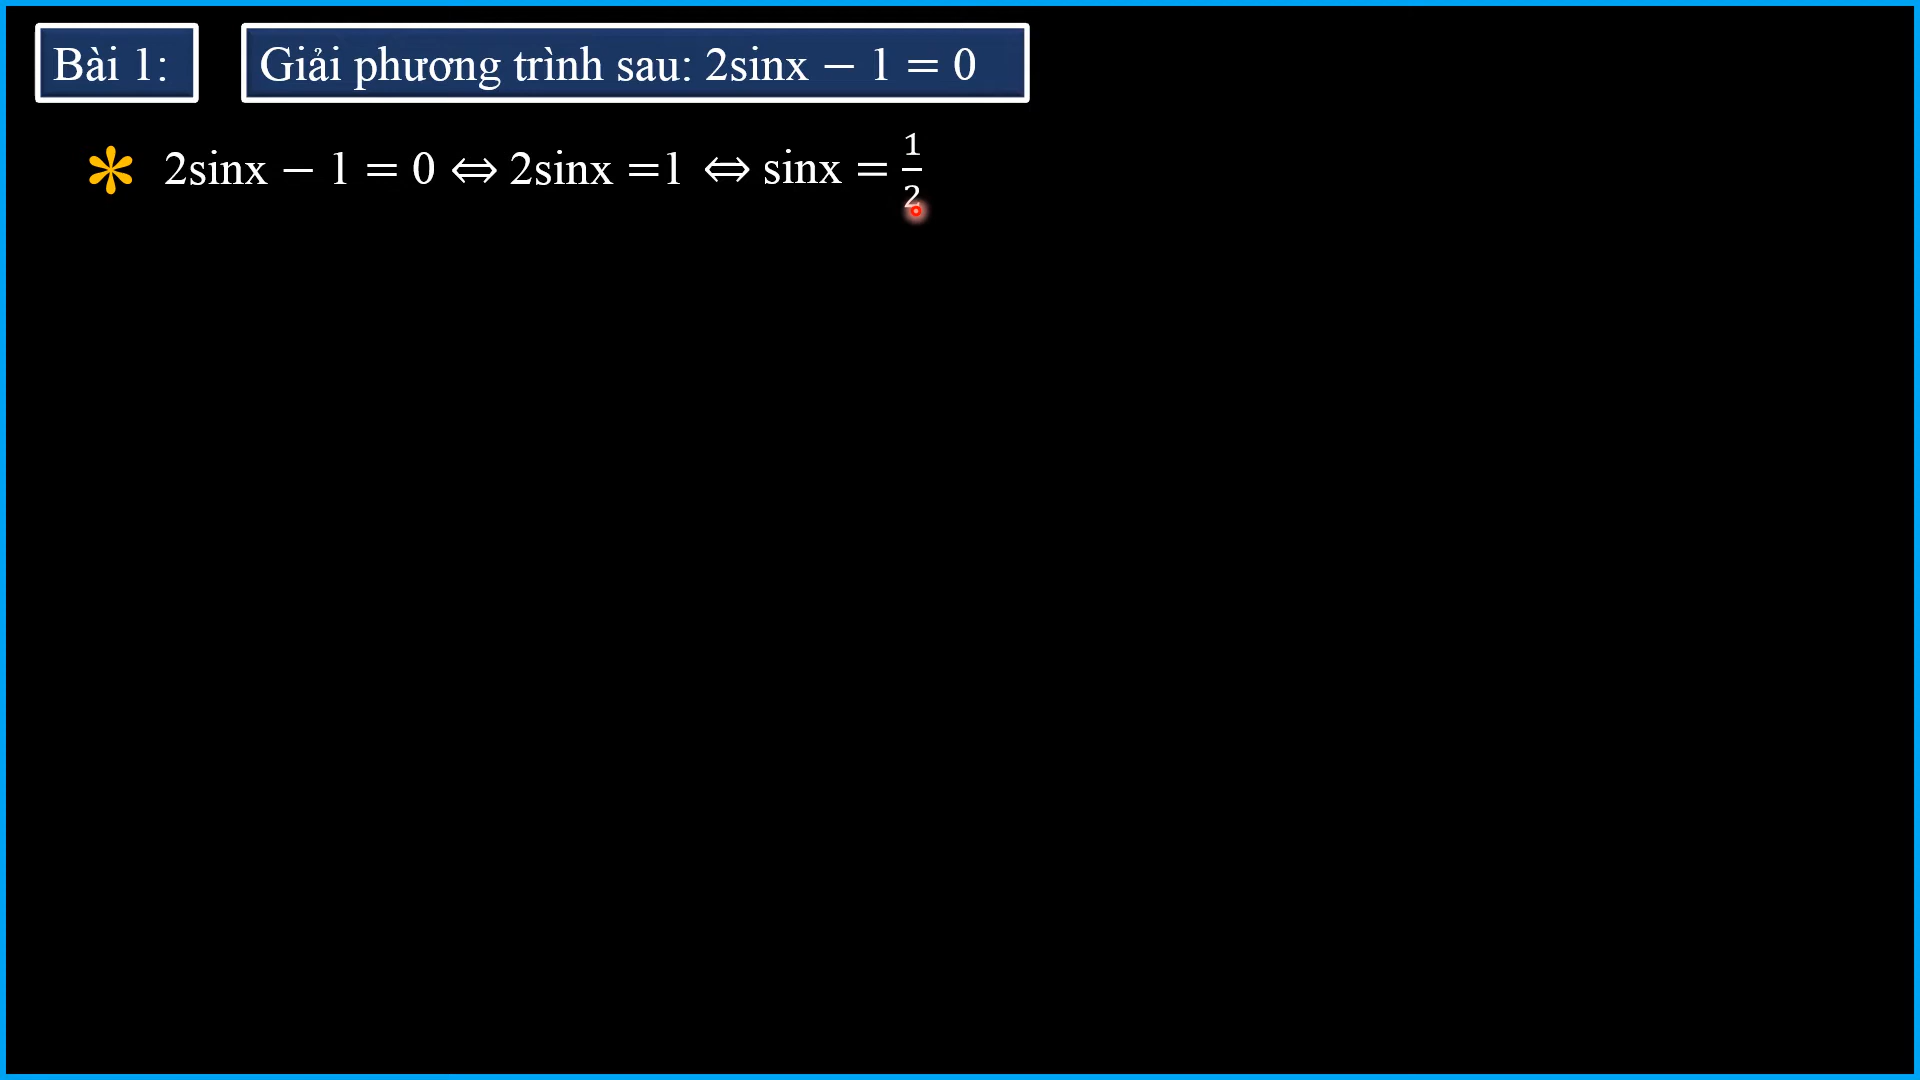 Bài 1:
Giải phương trình sau: 2sinx − 1 = 0
* 2sinx − 1 = 0 ⇔ 2sinx =1 ⇔ sinx = 1/2